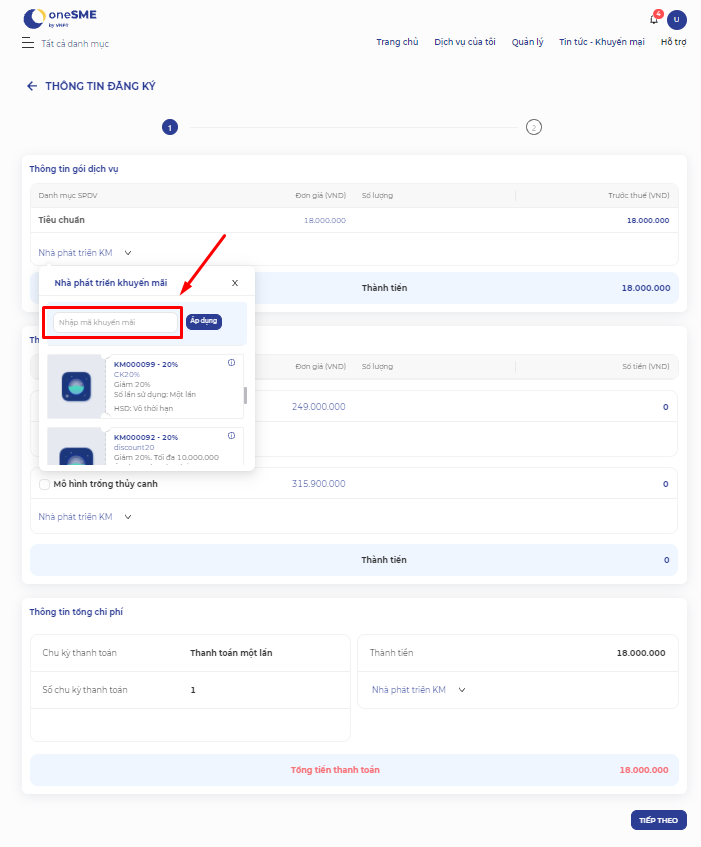 oneSME
by VNPT
4
U
Tất cả danh mục
Trang chủ Dịch vụ của tôi Quản lý Tin tức - Khuyến mại Hỗ trợ
THÔNG TIN ĐĂNG KÝ
1 2
Thông tin gói dịch vụ
Danh mục SPDV Đơn giá (VND) Số lượng Trước thuế (VND)
Tiêu chuẩn 18.000.000 18.000.000
Nhà phát triển KM
Thành tiền 18.000.000
Nhà phát triển khuyến mãi X
Nhập mã khuyến mãi Áp dụng
KM000099 - 20%
CK20%
Giảm 20%
Số lần sử dụng: Một lần
HSD: Vô thời hạn
KM000092 - 20%
discount20
Giảm 20%. Tối đa 10.000.000
Th
Đơn giá (VND) Số lượng Số tiền (VND)
249.000.000 0
Mô hình trồng thủy canh 315.900.000 0
Nhà phát triển KM
Thành tiền 0
Thông tin tổng chi phí
Chu kỳ thanh toán Thanh toán một lần
Số chu kỳ thanh toán 1
Thành tiền 18.000.000
Nhà phát triển KM
Tổng tiền thanh toán 18.000.000
TIẾP THEO